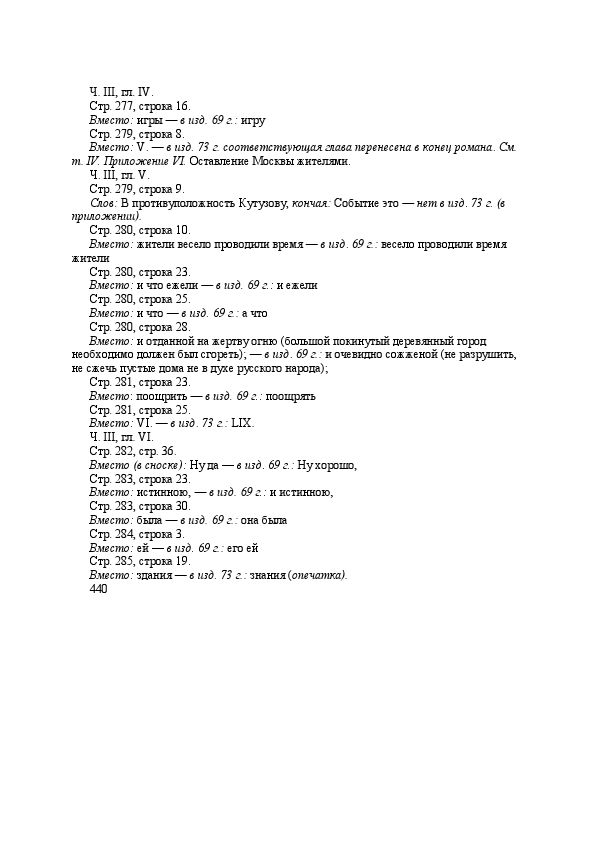 Ч. III, гл. IV.
Стр. 277, строка 16.
Вместо: игры — в изд. 69 г.: игру
Стр. 279, строка 8.
Вместо: V. — в изд. 73 г. соответствующая глава перенесена в конец романа. См.
т. IV. Приложение VI. Оставление Москвы жителями.
Ч. III, гл. V.
Стр. 279, строка 9.
Слов: В противуположность Кутузову, кончая: Событие это — нет в изд. 73 г. (в
приложении).
Стр. 280, строка 10.
Вместо: жители весело проводили время — в изд. 69 г.: весело проводили время
жители
Стр. 280, строка 23.
Вместо: и что ежели — в изд. 69 г.: и ежели
Стр. 280, строка 25.
Вместо: и что — в изд. 69 г.: а что
Стр. 280, строка 28.
Вместо: и отданной на жертву огню (большой покинутый деревянный город
необходимо должен был сгореть); — в изд. 69 г.: и очевидно сожженой (не разрушить,
не сжечь пустые дома не в духе русского народа);
Стр. 281, строка 23.
Вместо: поощрить — в изд. 69 г.: поощрять
Стр. 281, строка 25.
Вместо: VI. — в изд. 73 г.: LIX.
Ч. III, гл. VI.
Стр. 282, стр. 36.
Вместо (в сноске): Ну да — в изд. 69 г.: Ну хорошо,
Стр. 283, строка 23.
Вместо: истинною, — в изд. 69 г.: и истинною,
Стр. 283, строка 30.
Вместо: была — в изд. 69 г.: она была
Стр. 284, строка 3.
Вместо: ей — в изд. 69 г.: его ей
Стр. 285, строка 19.
Вместо: здания — в изд. 73 г.: знания (опечатка).
440